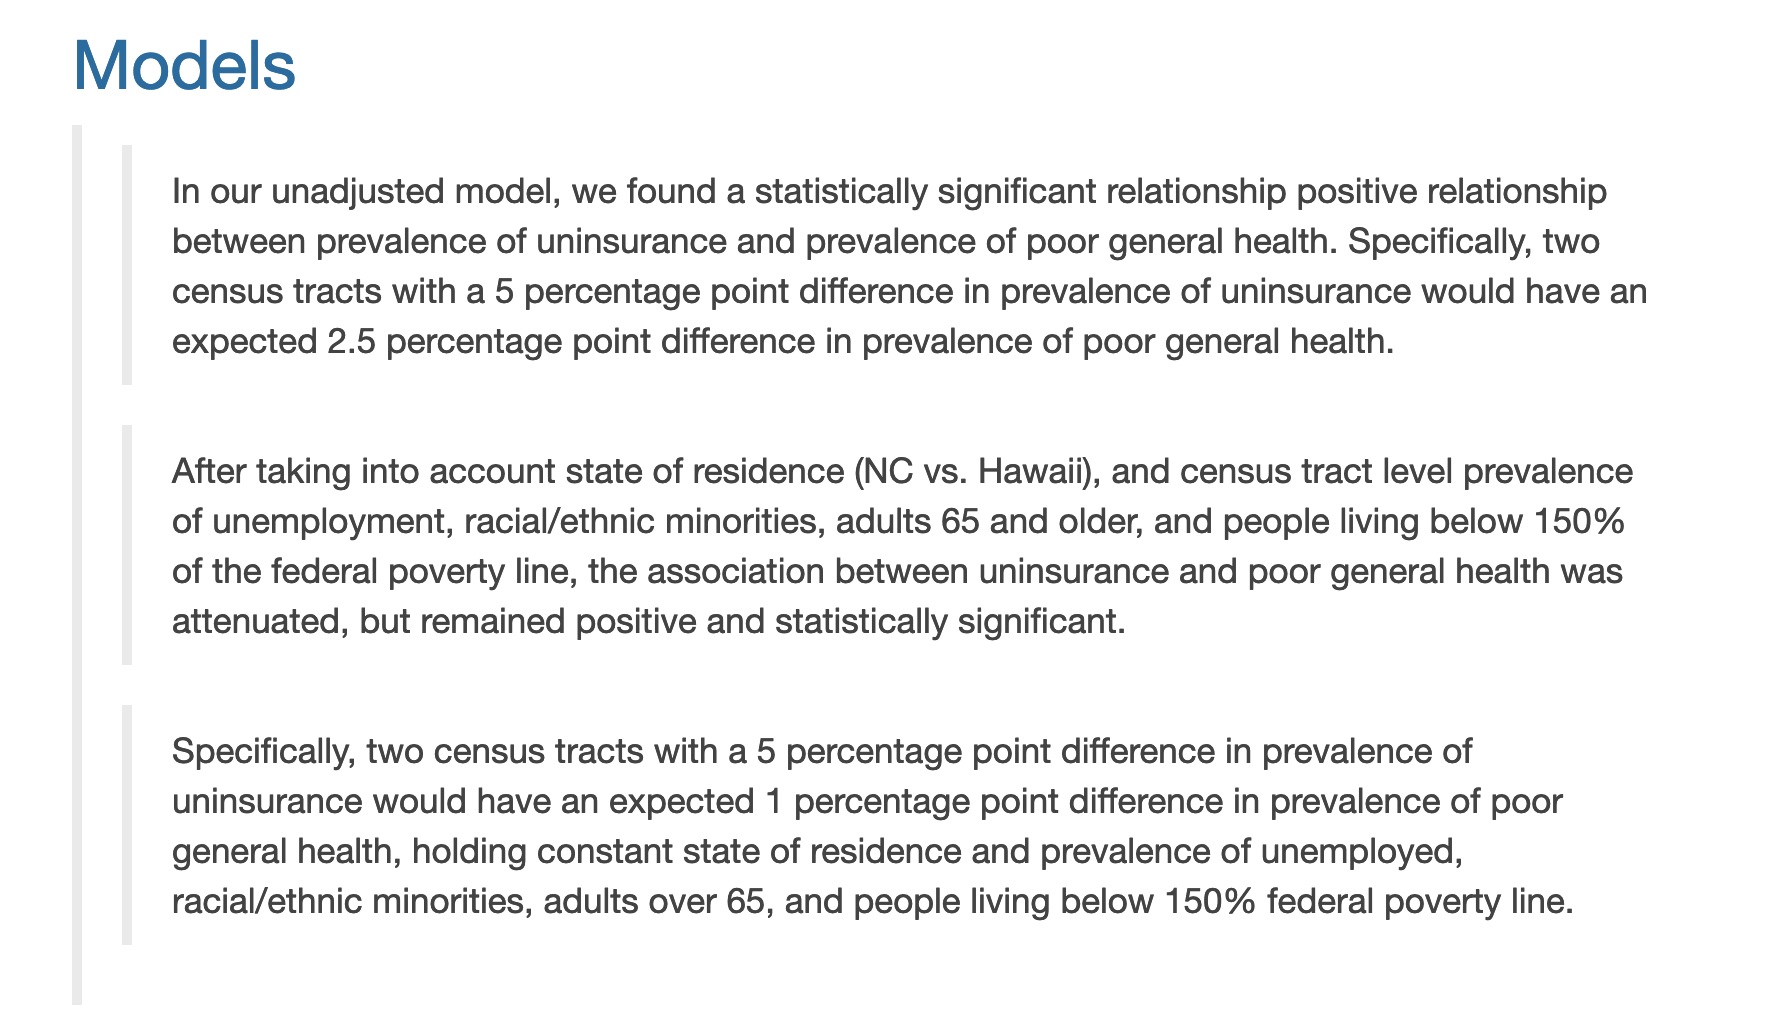 Models
In our unadjusted model, we found a statistically significant relationship positive relationship
between prevalence of uninsurance and prevalence of poor general health. Specifically, two
census tracts with a 5 percentage point difference in prevalence of uninsurance would have an
expected 2.5 percentage point difference in prevalence of poor general health.
After taking into account state of residence (NC vs. Hawaii), and census tract level prevalence
of unemployment, racial/ethnic minorities, adults 65 and older, and people living below 150%
of the federal poverty line, the association between uninsurance and poor general health was
attenuated, but remained positive and statistically significant.
Specifically, two census tracts with a 5 percentage point difference in prevalence of
uninsurance would have an expected 1 percentage point difference in prevalence of poor
general health, holding constant state of residence and prevalence of unemployed,
racial/ethnic minorities, adults over 65, and people living below 150% federal poverty line.